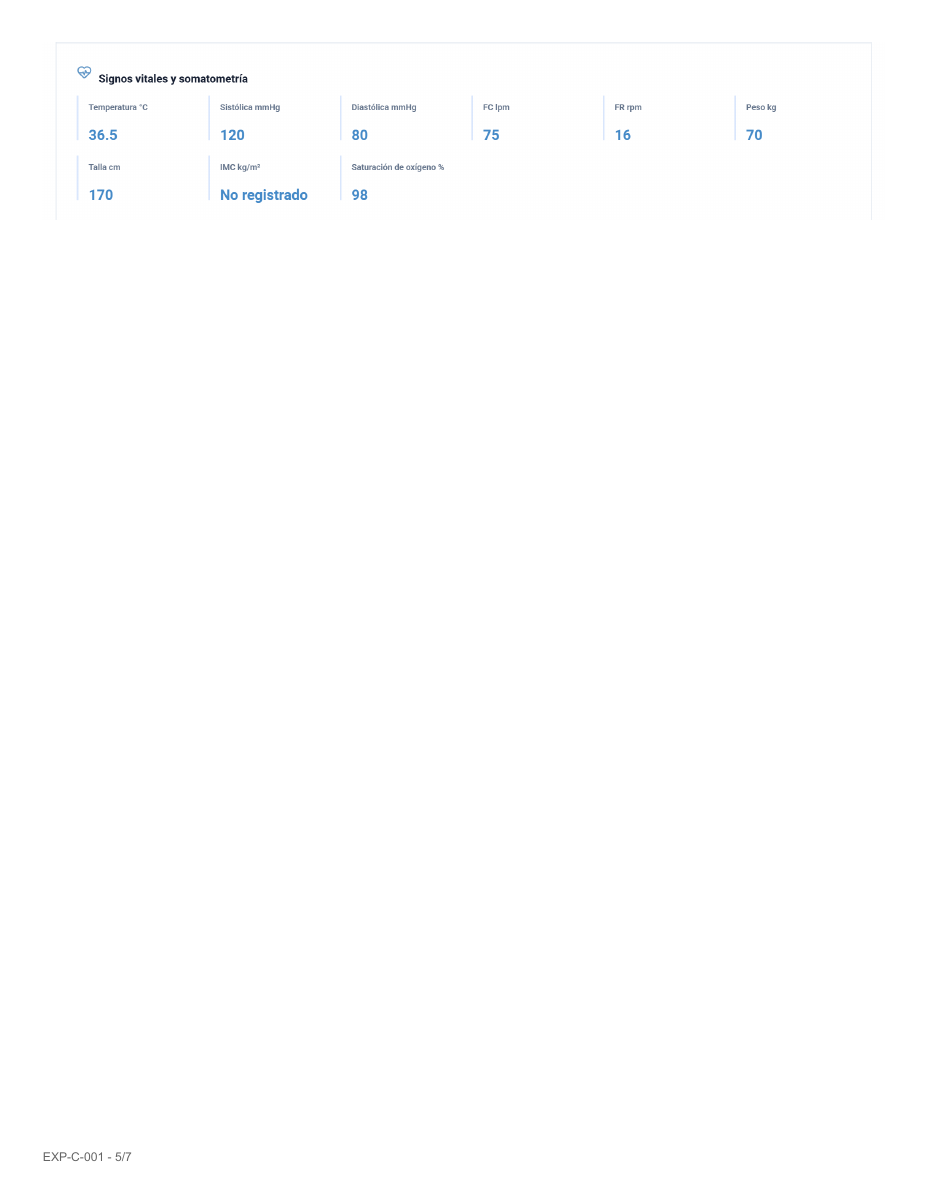 Signos vitales y somatometría
Temperatura °C Sistólica mmHg Diastólica mmHg FC lpm FR rpm Peso kg
36.5 120 80 75 16 70
Talla cm IMC kg/m² Saturación de oxígeno %
170 No registrado 98
EXP-C-001 - 5/7